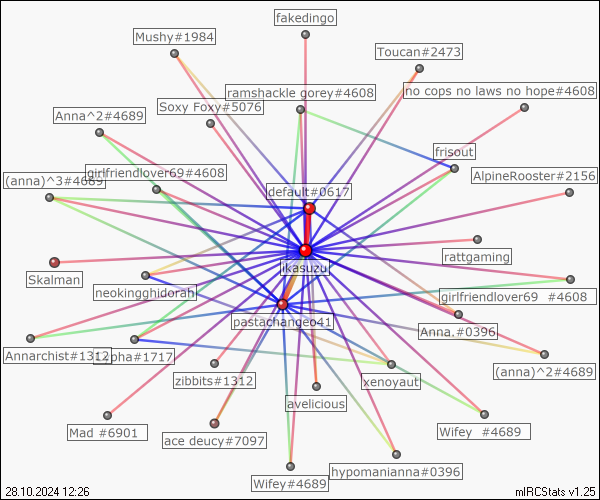 fakedingo
Mushy#1984
Toucan#2473
no cops no laws no hope#4608
ramshackle gorey#4608
Soxy Foxy#5076
Anna^2#4689
frisout
girlfriendlover69#4608
AlpineRooster#2156
(anna)^3#4689
default#0617
rattgaming
ikasuzu
Skalman
neokingghidorah
girlfriendlover69 #4608
pastachangeo41
Anna.#0396
Annarchist#1312
#1717
(anna)^2#4689
zibbits#1312
xenoyaut
avelicious
Mad #6901
ace deucy#7097
Wifey #4689
hypomanianna#0396
Wifey#4689
28.10.2024 12:26
mIRCStats v1.25